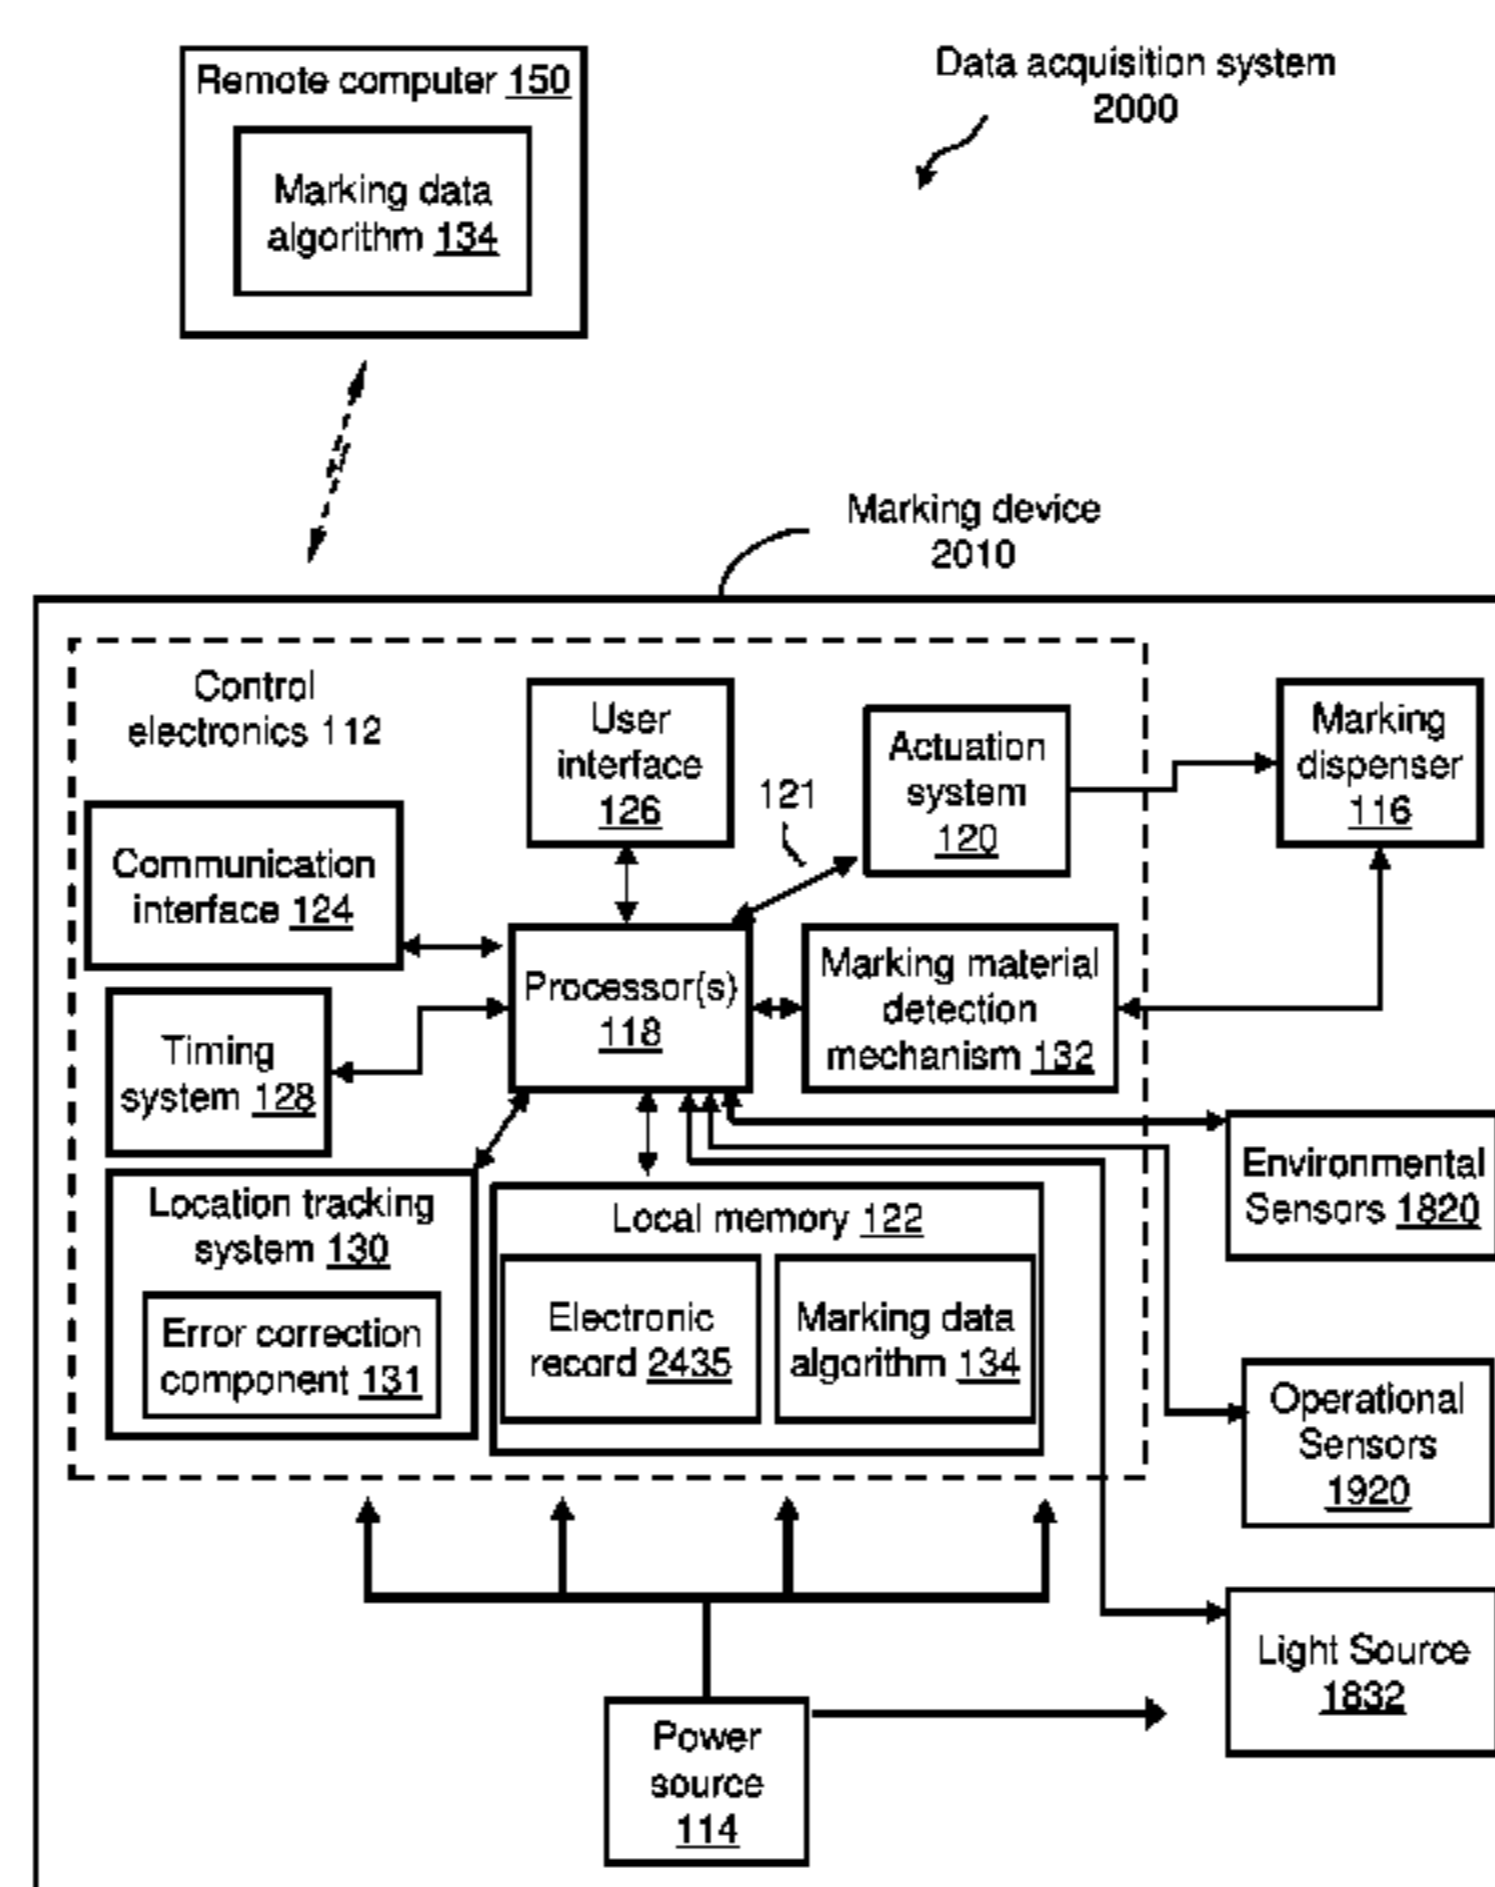 Remote computer 150
Marking data
algorithm 134
Data acquisition system
2000
Marking device
2010
Control
electronics 112
User
interface
126
121
Actuation
system
120
Marking
dispenser
116
Communication
interface 124
Processor(s)
118
Marking material
detection
mechanism 132
Timing
system 128
Location tracking
system 130
Error correction
component 131
Local memory 122
Electronic
record 2435
Marking data
algorithm 134
Environmental
Sensors 1820
Operational
Sensors
1920
Light Source
1832
Power
source
114